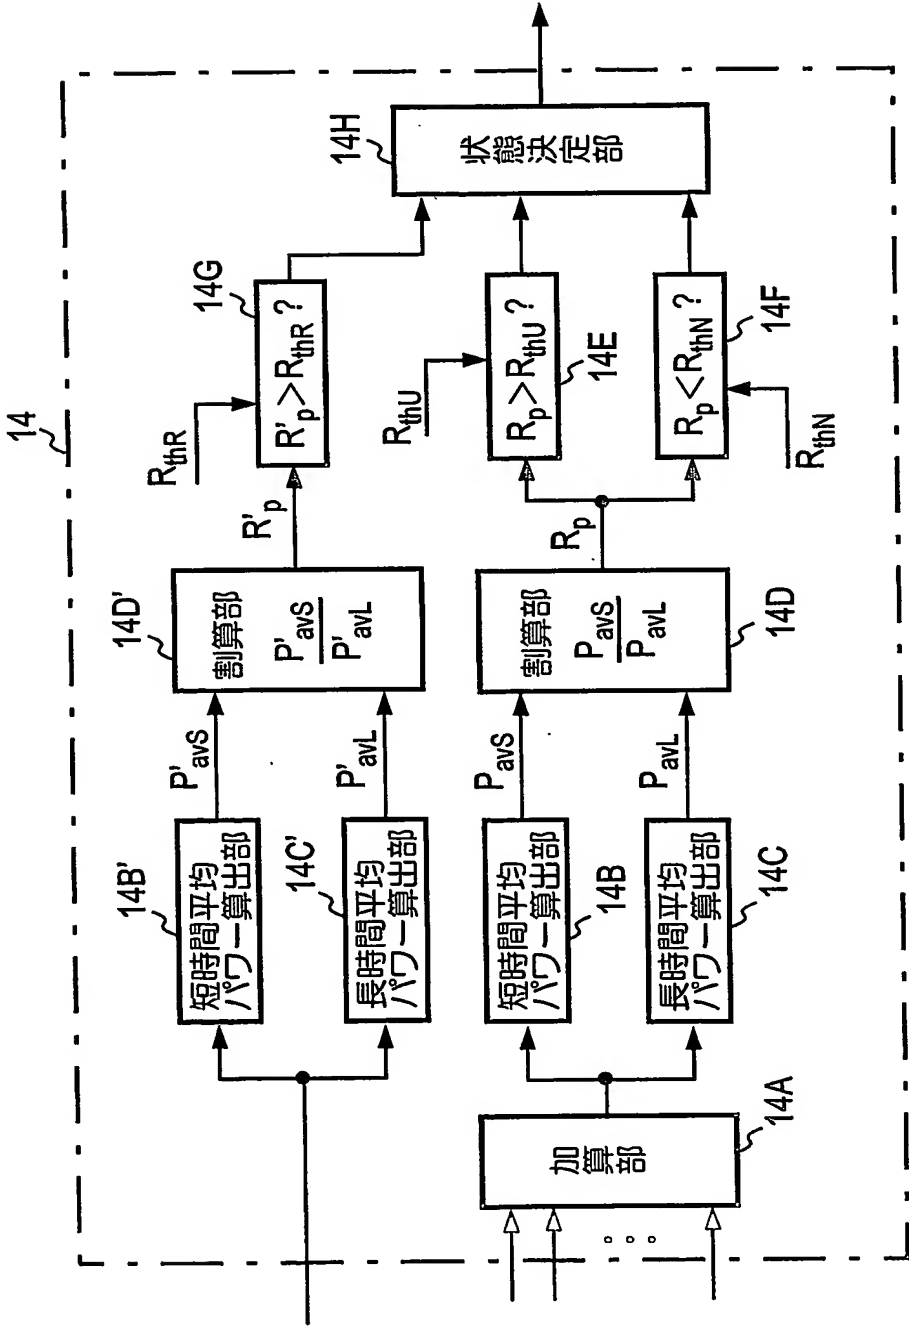 14
14B'
短時間平均
パワー算出部
P'avS
14C'
長時間平均
パワー算出部
P'avL
14D'
割算部
P'avS
P'avL
R'p
RthR
14G
R'p>RthR?
14A
加算部
14B
短時間平均
パワー算出部
PavS
14C
長時間平均
パワー算出部
PavL
14D
割算部
PavS
PavL
Rp
RthU
Rp>RthU?
14E
Rp<RthN?
14F
RthN
14H
状態決定部